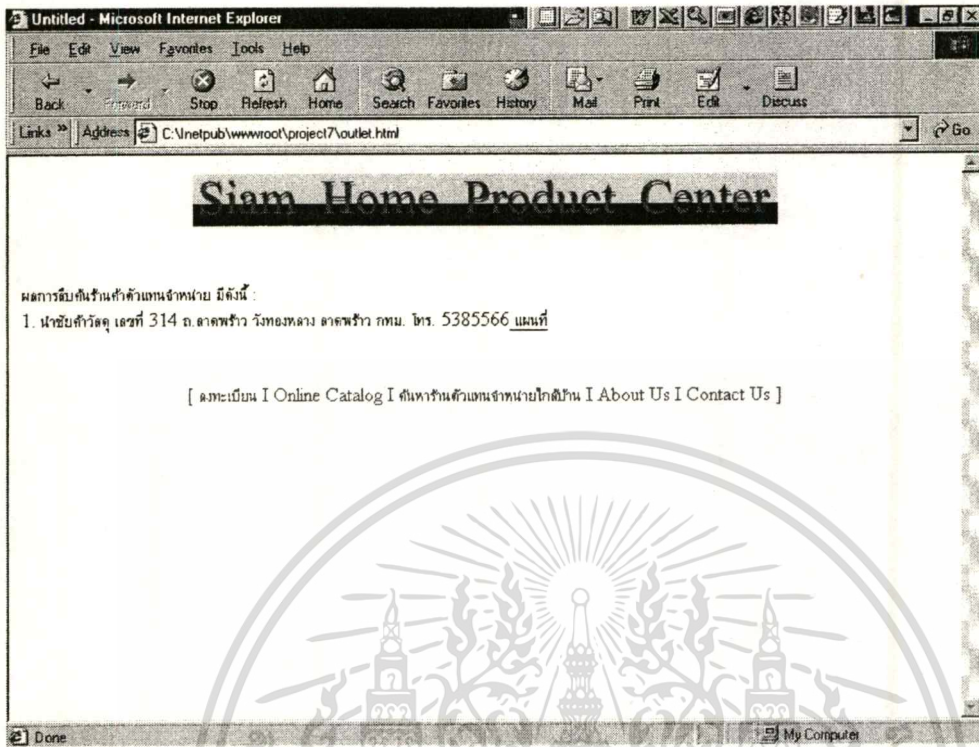 Untitled - Microsoft Internet Explorer
File Edit View Favorites Tools Help
Back Forward Stop Refresh Home Search Favorites History Mail Print Edit Discuss
Links » Address C:\Inetpub\wwwroot\project7\outlet.html Go
Siam Home Product Center
ผลการสืบค้นร้านค้าตัวแทนจำหน่าย มีดังนี้ :
1. นำชัยค้าวัสดุ เลขที่ 314 ถ.ลาดพร้าว วังทองหลาง ลาดพร้าว กทม. โทร. 5385566 แผนที่
[ ลงทะเบียน I Online Catalog I ค้นหาร้านตัวแทนจำหน่ายใกล้บ้าน I About Us I Contact Us ]
Done My Computer